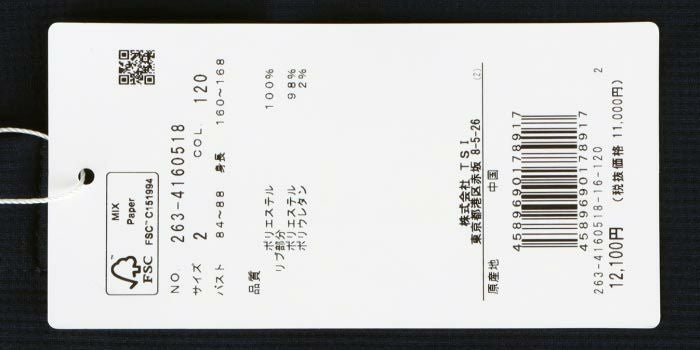 MIX
Paper
FSC
FSC™ C151994
NO. 263-4160518
サイズ 2 COL. 120
バスト 84～88 身長 160～168
品質
ポリエステル 100%
リブ部分
ポリエステル 98%
ポリウレタン 2%
(2)
株式会社 TSI
東京都港区赤坂 8-5-26
原産地 中国
4589690178917
4589690178917
263-4160518-16-120 2
12,100円 (税抜価格 11,000円)